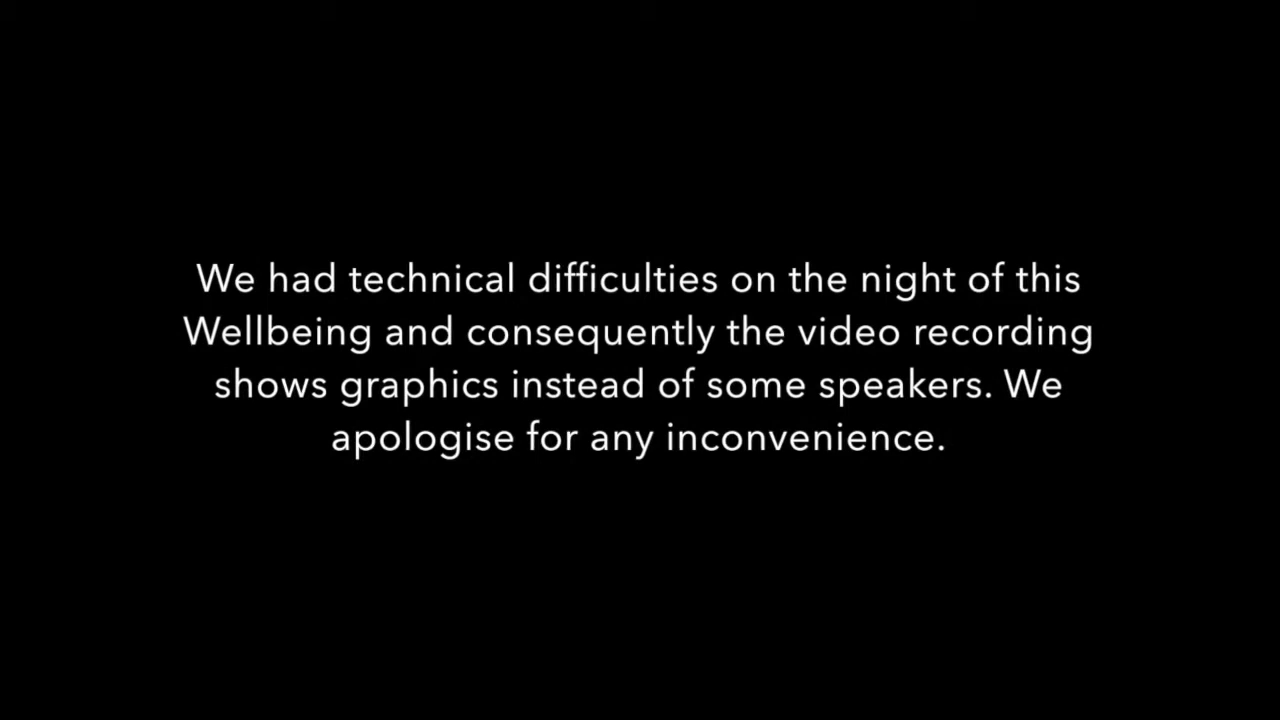 We had technical difficulties on the night of this
Wellbeing and consequently the video recording
shows graphics instead of some speakers. We
apologise for any inconvenience.